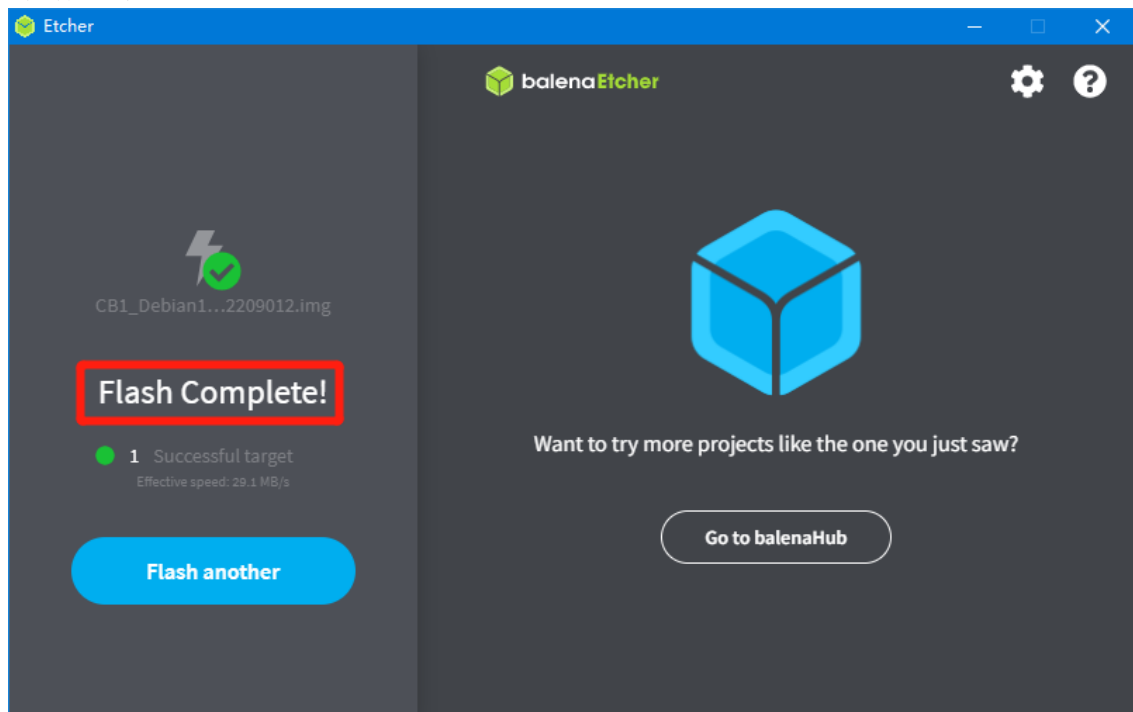 Etcher
balenaEtcher
CB1_Debian1...2209012.img
Flash Complete!
1 Successful target
Effective speed: 29.1 MB/s
Flash another
Want to try more projects like the one you just saw?
Go to balenaHub